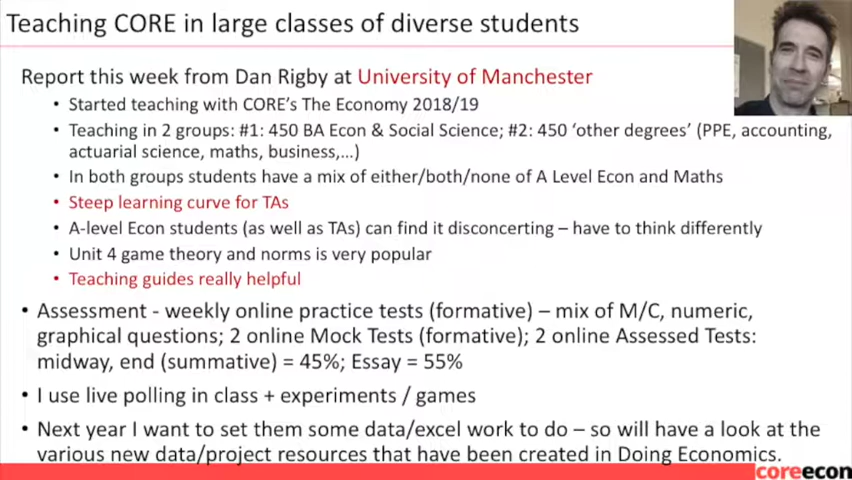 Teaching CORE in large classes of diverse students
Report this week from Dan Rigby at University of Manchester
• Started teaching with CORE's The Economy 2018/19
• Teaching in 2 groups: #1: 450 BA Econ & Social Science; #2: 450 'other degrees' (PPE, accounting,
actuarial science, maths, business,...)
• In both groups students have a mix of either/both/none of A Level Econ and Maths
• Steep learning curve for TAs
• A-level Econ students (as well as TAs) can find it disconcerting – have to think differently
• Unit 4 game theory and norms is very popular
• Teaching guides really helpful
• Assessment - weekly online practice tests (formative) – mix of M/C, numeric,
graphical questions; 2 online Mock Tests (formative); 2 online Assessed Tests:
midway, end (summative) = 45%; Essay = 55%
• I use live polling in class + experiments / games
• Next year I want to set them some data/excel work to do – so will have a look at the
various new data/project resources that have been created in Doing Economics.
coreecon